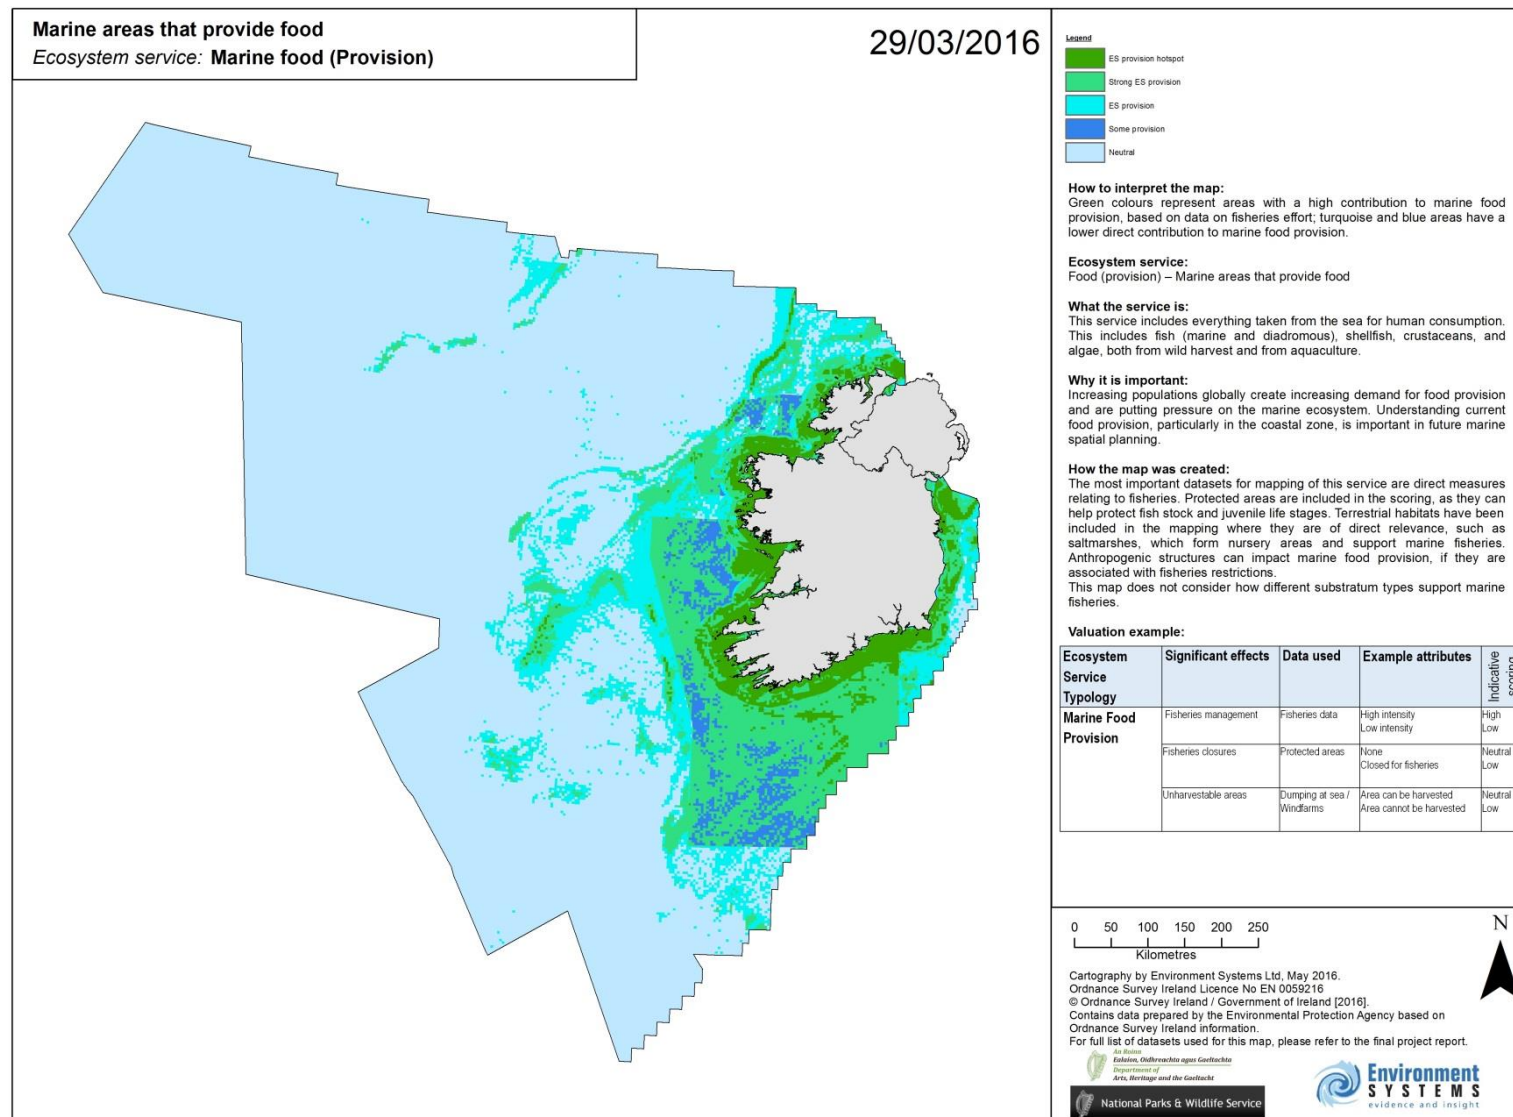 Marine areas that provide food
Ecosystem service: Marine food (Provision)
29/03/2016
Legend
ES provision hotspot
Strong ES provision
ES provision
Some provision
Neutral
How to interpret the map:
Green colours represent areas with a high contribution to marine food
provision, based on data on fisheries effort; turquoise and blue areas have a
lower direct contribution to marine food provision.
Ecosystem service:
Food (provision) – Marine areas that provide food
What the service is:
This service includes everything taken from the sea for human consumption.
This includes fish (marine and diadromous), shellfish, crustaceans, and
algae, both from wild harvest and from aquaculture.
Why it is important:
Increasing populations globally create increasing demand for food provision
and are putting pressure on the marine ecosystem. Understanding current
food provision, particularly in the coastal zone, is important in future marine
spatial planning.
How the map was created:
The most important datasets for mapping of this service are direct measures
relating to fisheries. Protected areas are included in the scoring, as they can
help protect fish stock and juvenile life stages. Terrestrial habitats have been
included in the mapping where they are of direct relevance, such as
saltmarshes, which form nursery areas and support marine fisheries.
Anthropogenic structures can impact marine food provision, if they are
associated with fisheries restrictions.
This map does not consider how different substratum types support marine
fisheries.
Valuation example:
Ecosystem Service Typology | Significant effects | Data used | Example attributes | Indicative scoring
Marine Food Provision | Fisheries management | Fisheries data | High intensity | High
Low intensity | Low
Fisheries closures | Protected areas | None | Neutral
Closed for fisheries | Low
Unharvestable areas | Dumping at sea / Windfarms | Area can be harvested | Neutral
Area cannot be harvested | Low
0 50 100 150 200 250
Kilometres
N
Cartography by Environment Systems Ltd, May 2016.
Ordnance Survey Ireland Licence No EN 0059216
© Ordnance Survey Ireland / Government of Ireland [2016].
Contains data prepared by the Environmental Protection Agency based on
Ordnance Survey Ireland information.
For full list of datasets used for this map, please refer to the final project report.
An Roinn
Ealaíon, Oidhreachta agus Gaeltachta
Department of
Arts, Heritage and the Gaeltacht
National Parks & Wildlife Service
Environment
SYSTEMS
evidence and insight